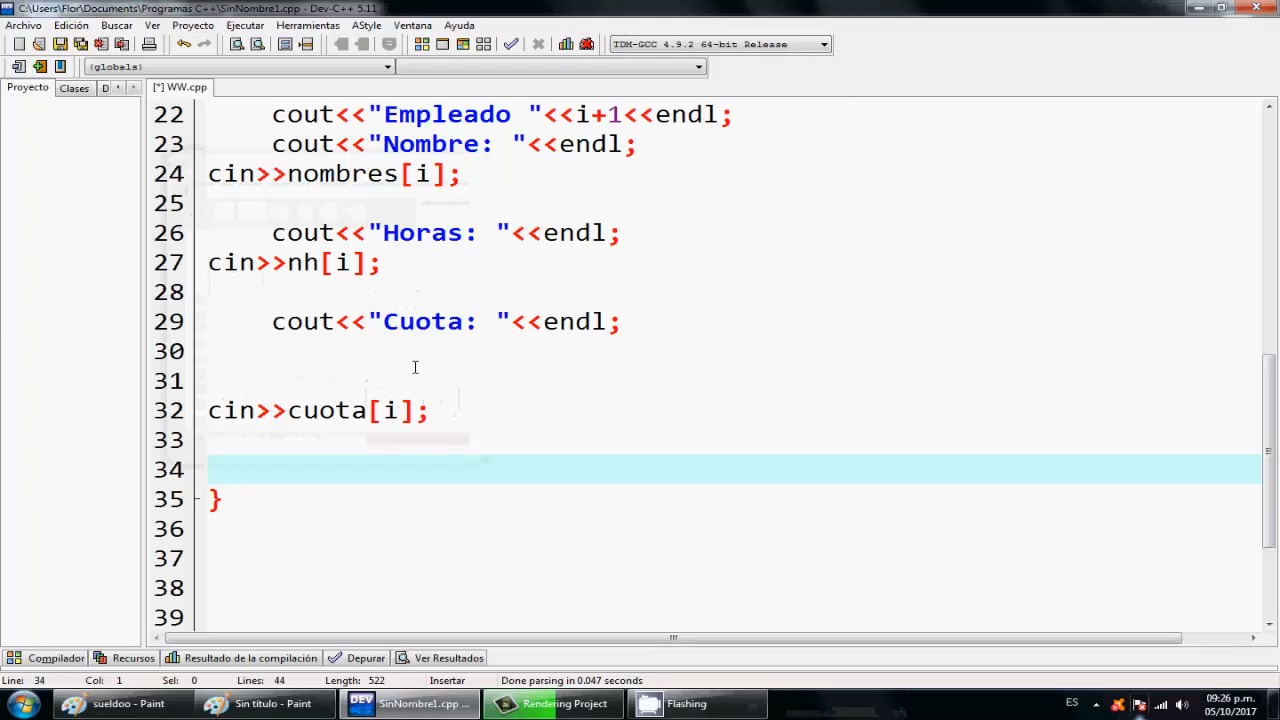 C:\Users\Flor\Documents\Programas C++\SinNombre1.cpp - Dev-C++ 5.11
Archivo Edición Buscar Ver Proyecto Ejecutar Herramientas AStyle Ventana Ayuda
TDM-GCC 4.9.2 64-bit Release
(globals)
Proyecto Clases D [*] WW.cpp
22 cout<<"Empleado "<<i+1<<endl;
23 cout<<"Nombre: "<<endl;
24 cin>>nombres[i];
25
26 cout<<"Horas: "<<endl;
27 cin>>nh[i];
28
29 cout<<"Cuota: "<<endl;
30
31
32 cin>>cuota[i];
33
34
35 }
36
37
38
39
Compilador Recursos Resultado de la compilación Depurar Ver Resultados
Line: 34 Col: 1 Sel: 0 Lines: 44 Length: 522 Insertar Done parsing in 0.047 seconds
sueldoo - Paint Sin título - Paint DEV SinNombre1.cpp ... Rendering Project Flashing ES 09:26 p.m.
05/10/2017